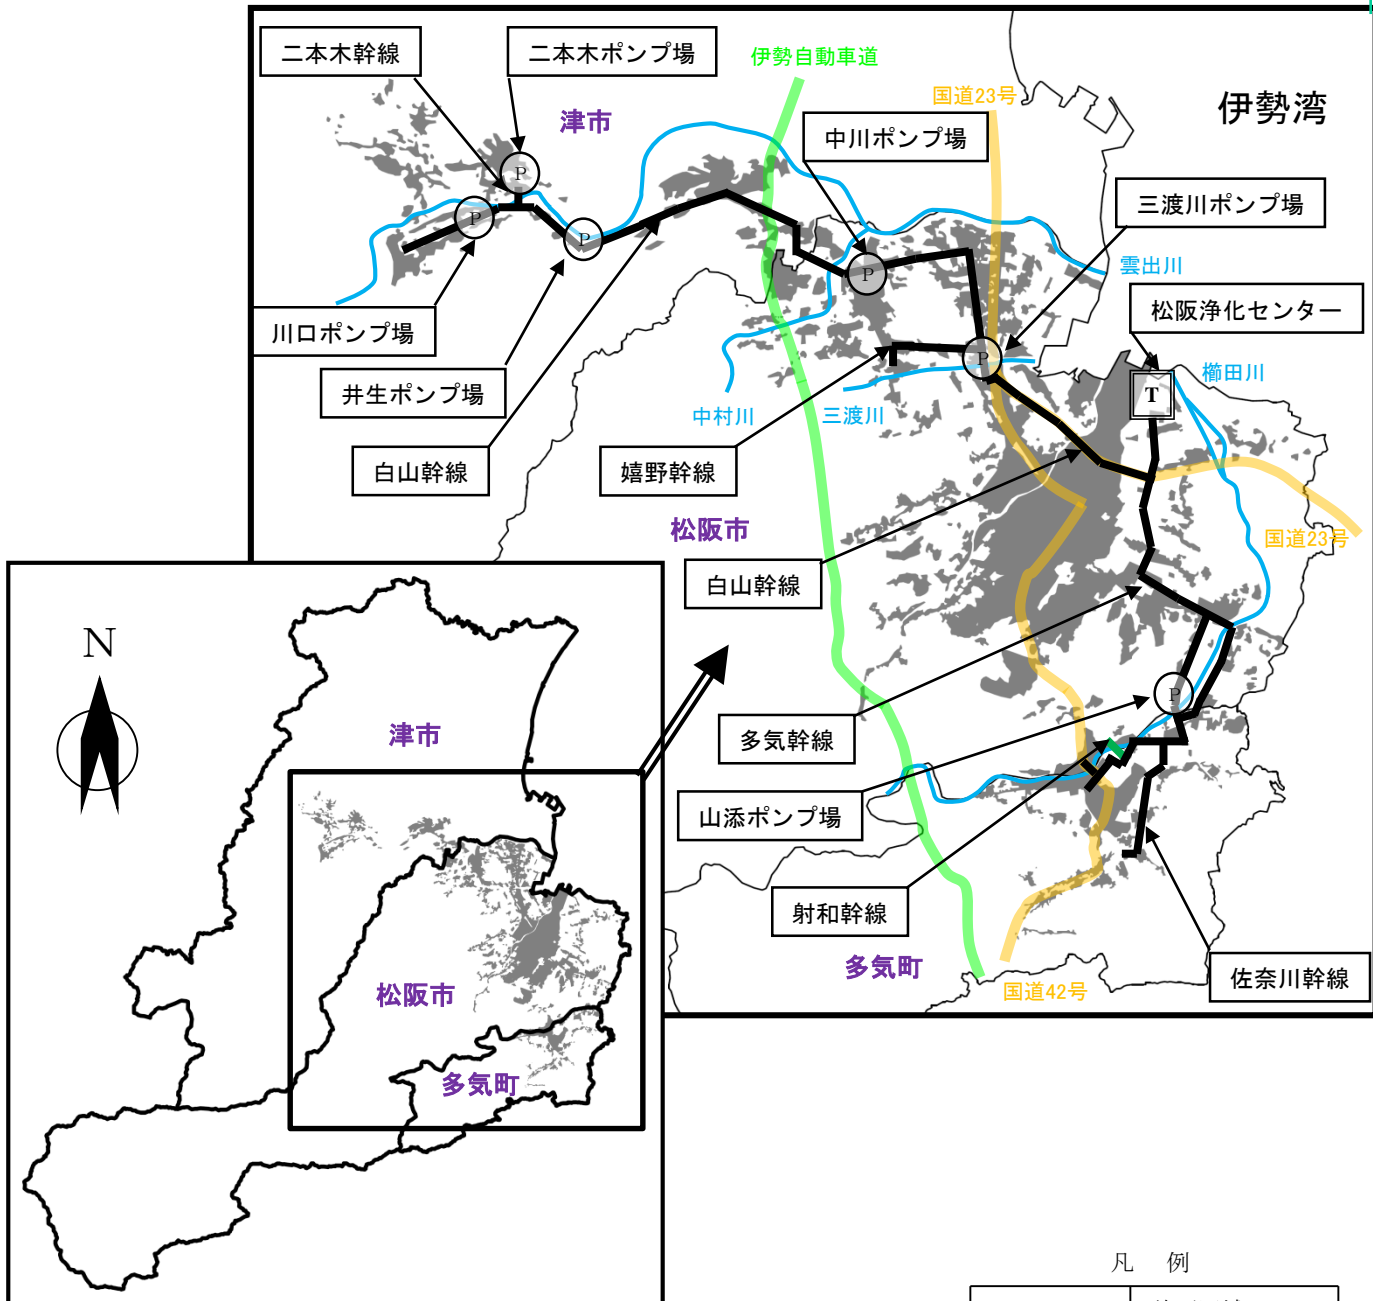 二本木幹線
二本木ポンプ場
伊勢自動車道
国道23号
伊勢湾
津市
中川ポンプ場
P
三渡川ポンプ場
P
P
雲出川
P
松阪浄化センター
川口ポンプ場
P
櫛田川
井生ポンプ場
T
中村川
三渡川
白山幹線
嬉野幹線
松阪市
国道23号
白山幹線
N
P
津市
多気幹線
山添ポンプ場
射和幹線
多気町
佐奈川幹線
国道42号
松阪市
多気町
凡 例